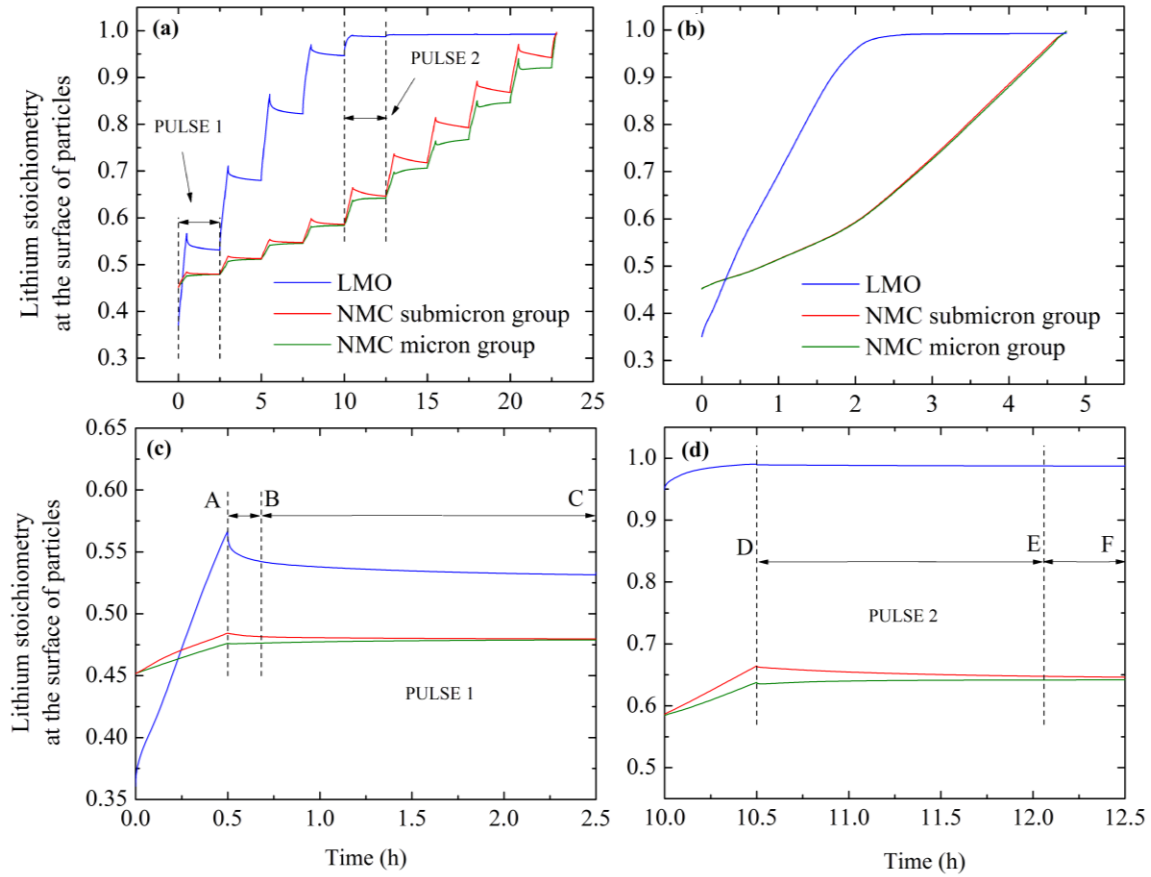 Lithium stoichiometry
at the surface of particles
(a)
1.0
0.9
0.8
0.7
0.6
0.5
0.4
0.3
PULSE 1
PULSE 2
LMO
NMC submicron group
NMC micron group
0 5 10 15 20 25
(b)
1.0
0.9
0.8
0.7
0.6
0.5
0.4
0.3
LMO
NMC submicron group
NMC micron group
0 1 2 3 4 5
Lithium stoichiometry
at the surface of particles
(c)
0.65
0.60
0.55
0.50
0.45
0.40
0.35
A B C
PULSE 1
0.0 0.5 1.0 1.5 2.0 2.5
Time (h)
(d)
1.0
0.9
0.8
0.7
0.6
0.5
D E F
PULSE 2
10.0 10.5 11.0 11.5 12.0 12.5
Time (h)